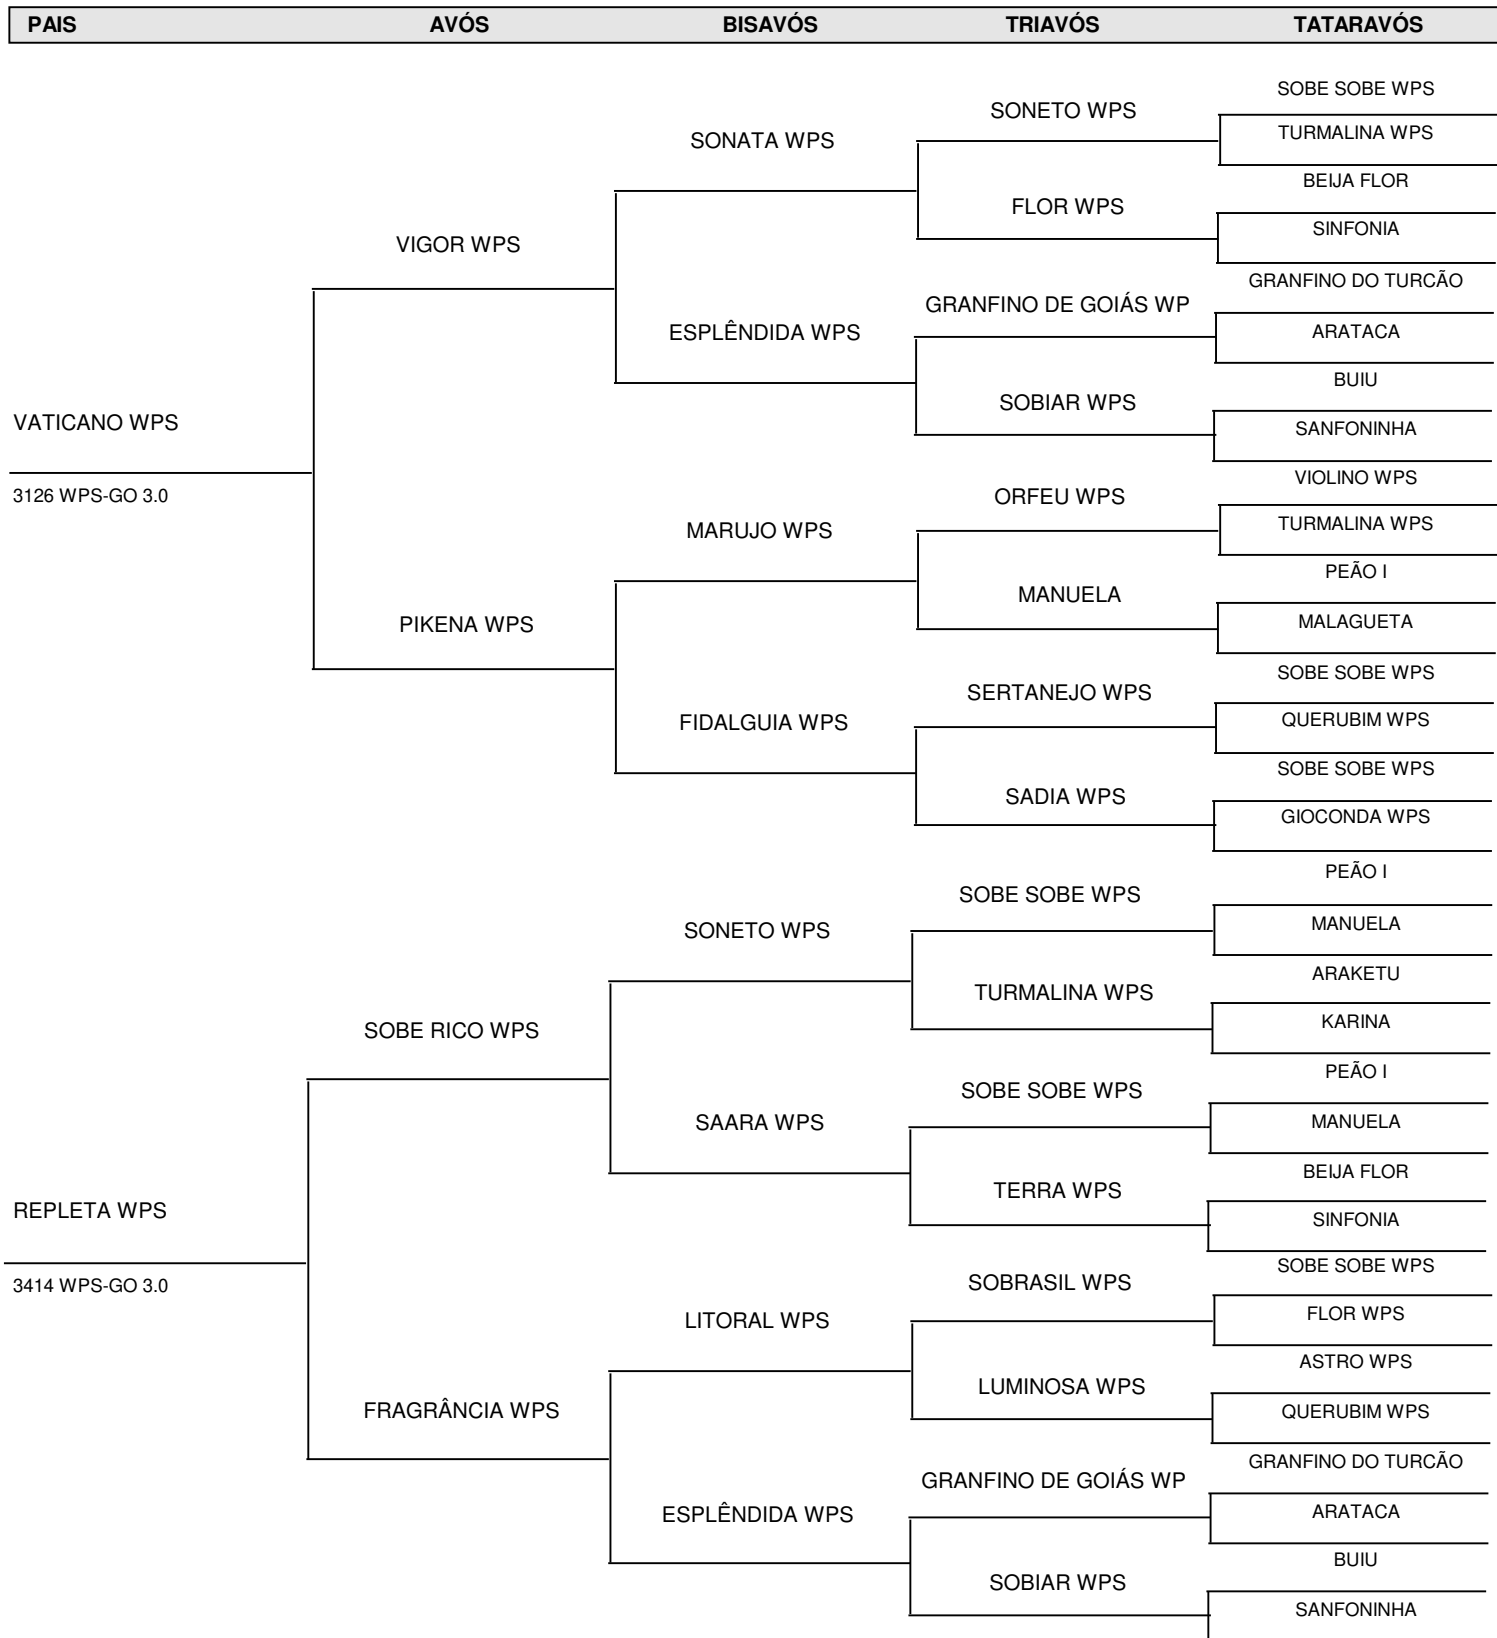 PAIS AVÓS BISAVÓS TRIAVÓS TATARAVÓS
SOBE SOBE WPS
SONETO WPS
TURMALINA WPS
SONATA WPS
BEIJA FLOR
FLOR WPS
SINFONIA
VIGOR WPS
GRANFINO DO TURCÃO
GRANFINO DE GOIÁS WP
ARATACA
ESPLÊNDIDA WPS
BUIU
SOBIAR WPS
SANFONINHA
VATICANO WPS
3126 WPS-GO 3.0
VIOLINO WPS
ORFEU WPS
TURMALINA WPS
MARUJO WPS
PEÃO I
MANUELA
MALAGUETA
PIKENA WPS
SOBE SOBE WPS
SERTANEJO WPS
QUERUBIM WPS
FIDALGUIA WPS
SOBE SOBE WPS
SADIA WPS
GIOCONDA WPS
PEÃO I
SOBE SOBE WPS
MANUELA
SONETO WPS
ARAKETU
TURMALINA WPS
KARINA
SOBE RICO WPS
PEÃO I
SOBE SOBE WPS
MANUELA
SAARA WPS
BEIJA FLOR
TERRA WPS
SINFONIA
REPLETA WPS
3414 WPS-GO 3.0
SOBE SOBE WPS
SOBRASIL WPS
FLOR WPS
LITORAL WPS
ASTRO WPS
LUMINOSA WPS
QUERUBIM WPS
FRAGRÂNCIA WPS
GRANFINO DO TURCÃO
GRANFINO DE GOIÁS WP
ARATACA
ESPLÊNDIDA WPS
BUIU
SOBIAR WPS
SANFONINHA